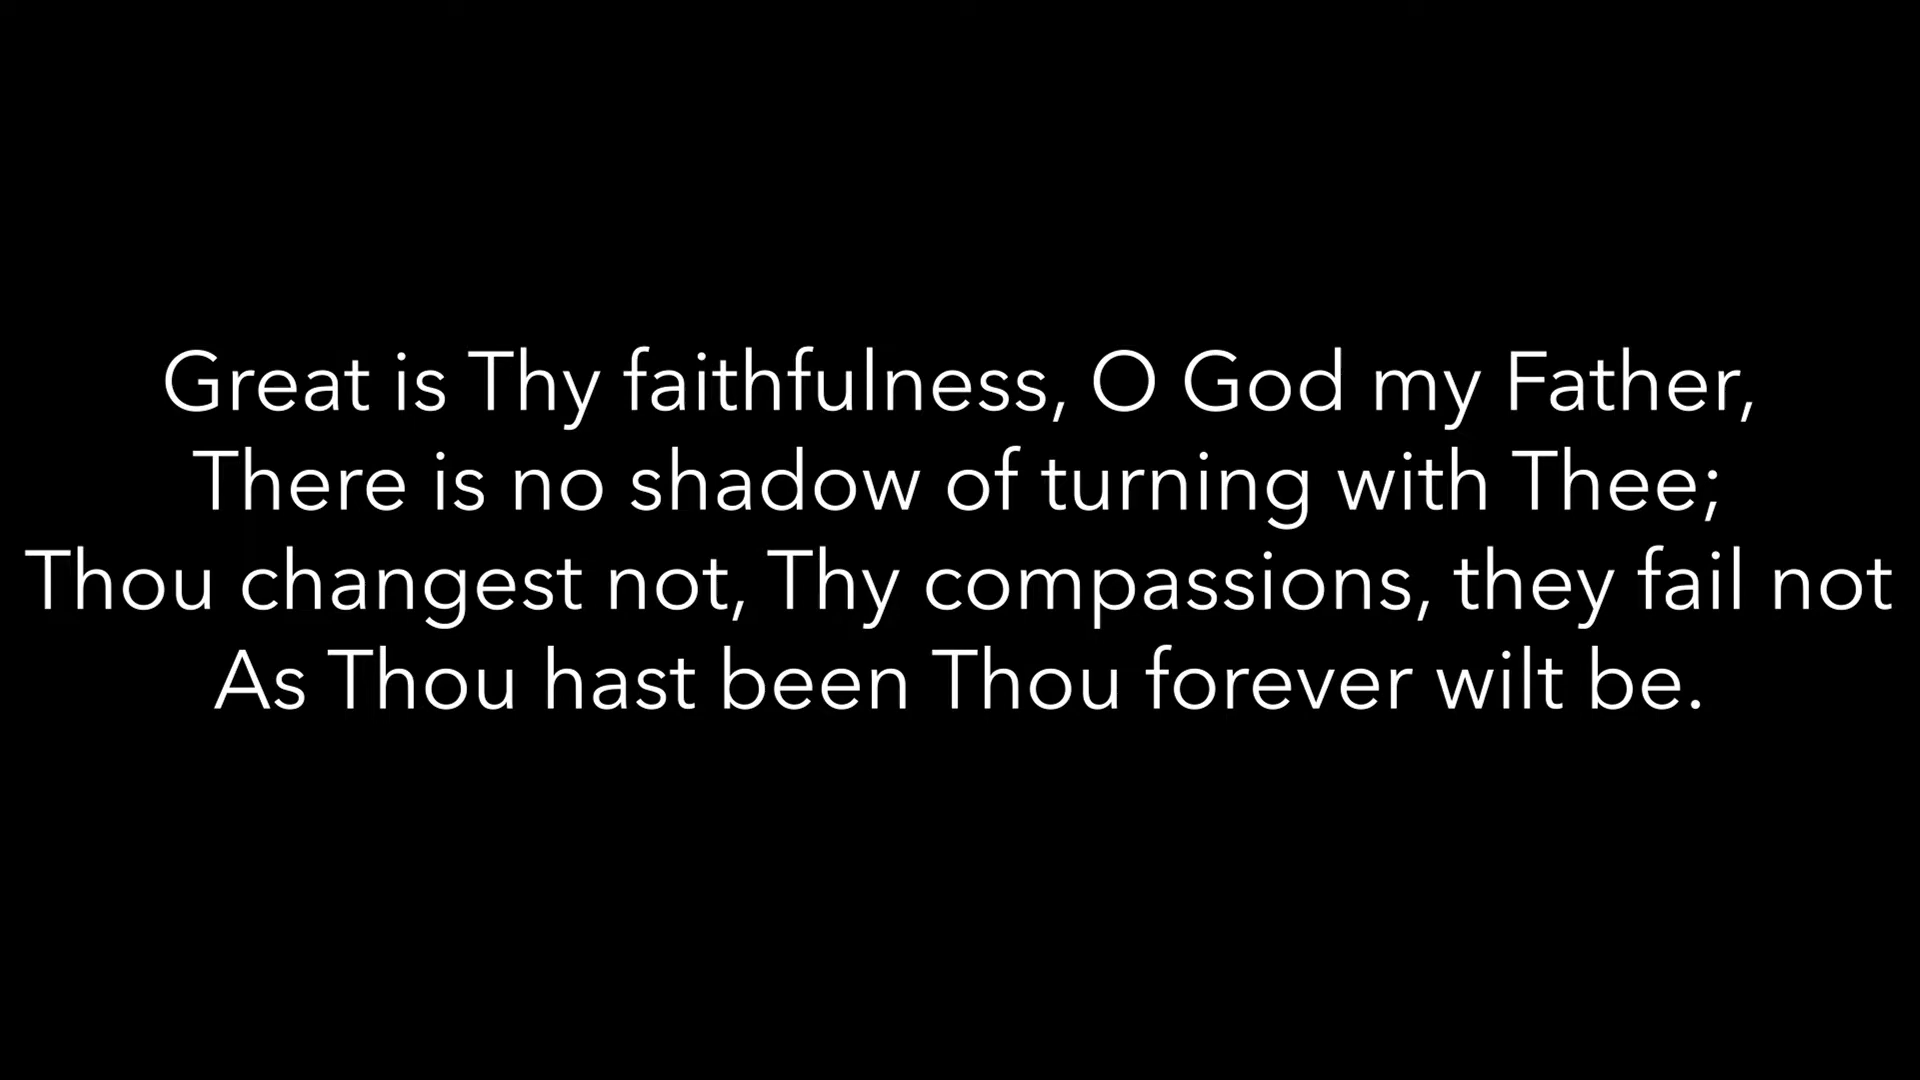 Great is Thy faithfulness, O God my Father,
There is no shadow of turning with Thee;
Thou changest not, Thy compassions, they fail not
As Thou hast been Thou forever wilt be.